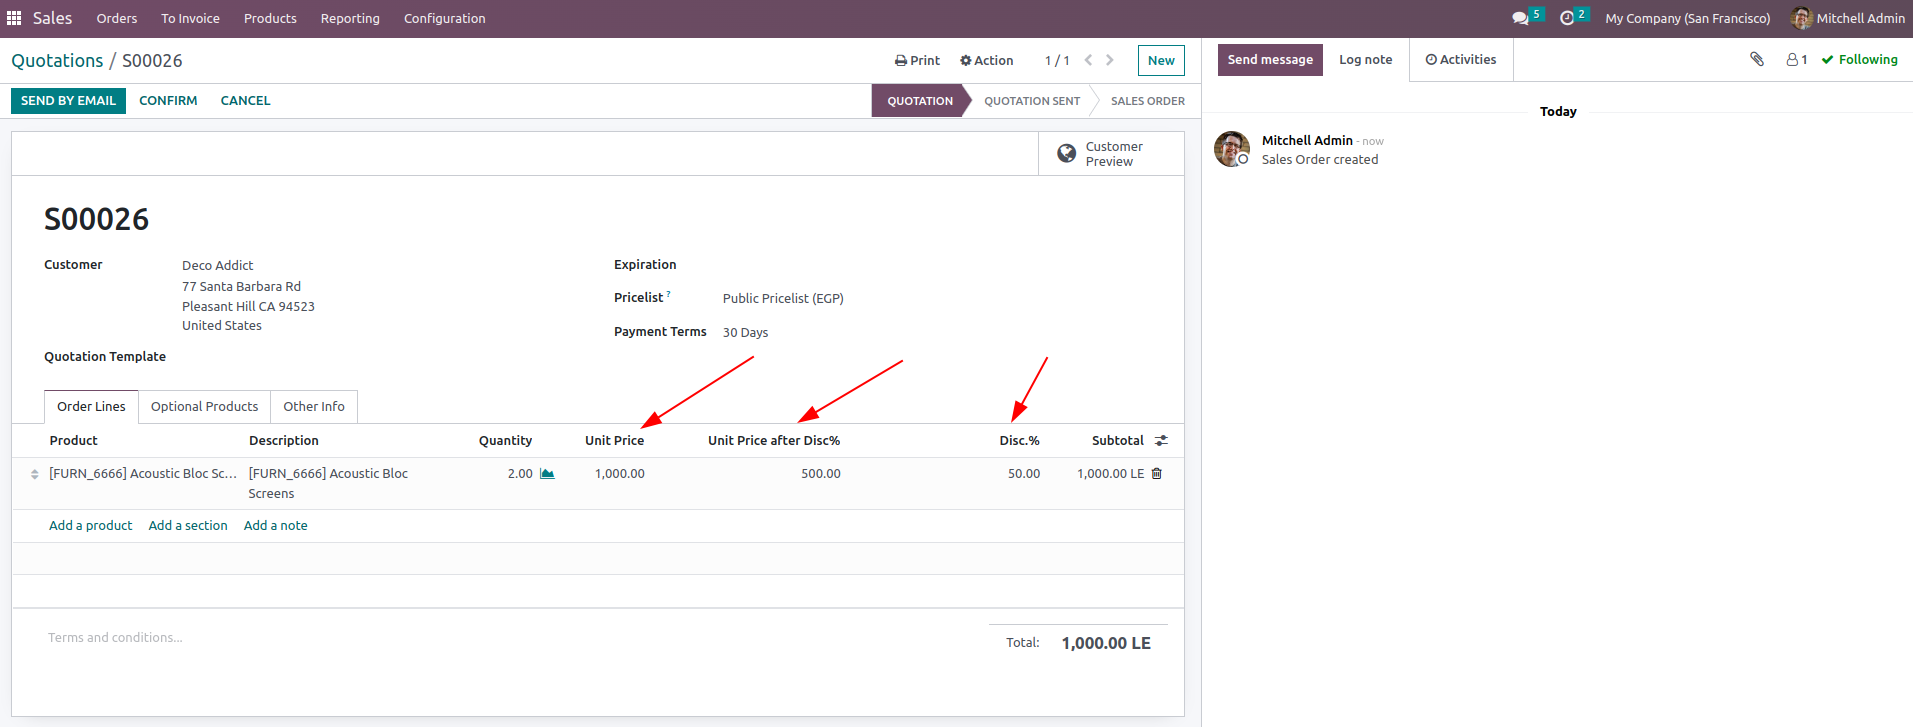 Sales Orders To Invoice Products Reporting Configuration 5 2 My Company (San Francisco) Mitchell Admin
Quotations / S00026 Print Action 1 / 1 New
SEND BY EMAIL CONFIRM CANCEL QUOTATION QUOTATION SENT SALES ORDER
Customer
Preview
S00026
Customer Deco Addict
77 Santa Barbara Rd
Pleasant Hill CA 94523
United States
Expiration
Pricelist ? Public Pricelist (EGP)
Payment Terms 30 Days
Quotation Template
Order Lines Optional Products Other Info
Product Description Quantity Unit Price Unit Price after Disc% Disc.% Subtotal
[FURN_6666] Acoustic Bloc Sc... [FURN_6666] Acoustic Bloc 2.00 1,000.00 500.00 50.00 1,000.00 LE
Screens
Add a product Add a section Add a note
Terms and conditions...
Total: 1,000.00 LE
Send message Log note Activities 1 Following
Today
Mitchell Admin - now
Sales Order created